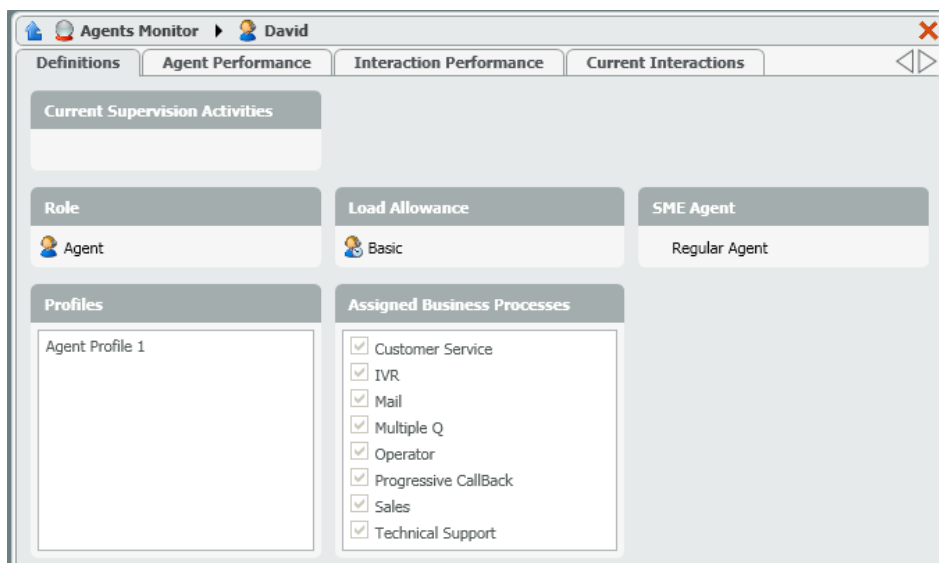 Agents Monitor David
Definitions Agent Performance Interaction Performance Current Interactions
Current Supervision Activities
Role Load Allowance SME Agent
Agent Basic Regular Agent
Profiles Assigned Business Processes
Agent Profile 1
Customer Service
IVR
Mail
Multiple Q
Operator
Progressive CallBack
Sales
Technical Support